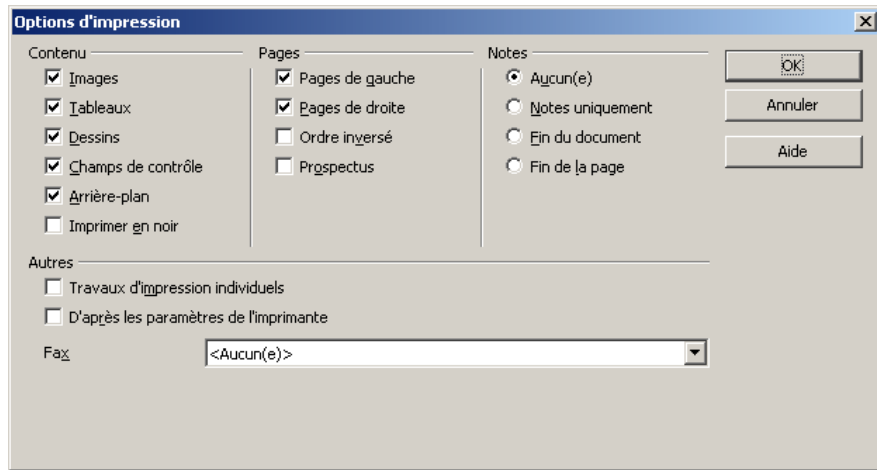 Options d'impression
Contenu
Images
Tableaux
Dessins
Champs de contrôle
Arrière-plan
Imprimer en noir
Pages
Pages de gauche
Pages de droite
Ordre inversé
Prospectus
Notes
Aucun(e)
Notes uniquement
Fin du document
Fin de la page
OK
Annuler
Aide
Autres
Travaux d'impression individuels
D'après les paramètres de l'imprimante
Fax
<Aucun(e)>